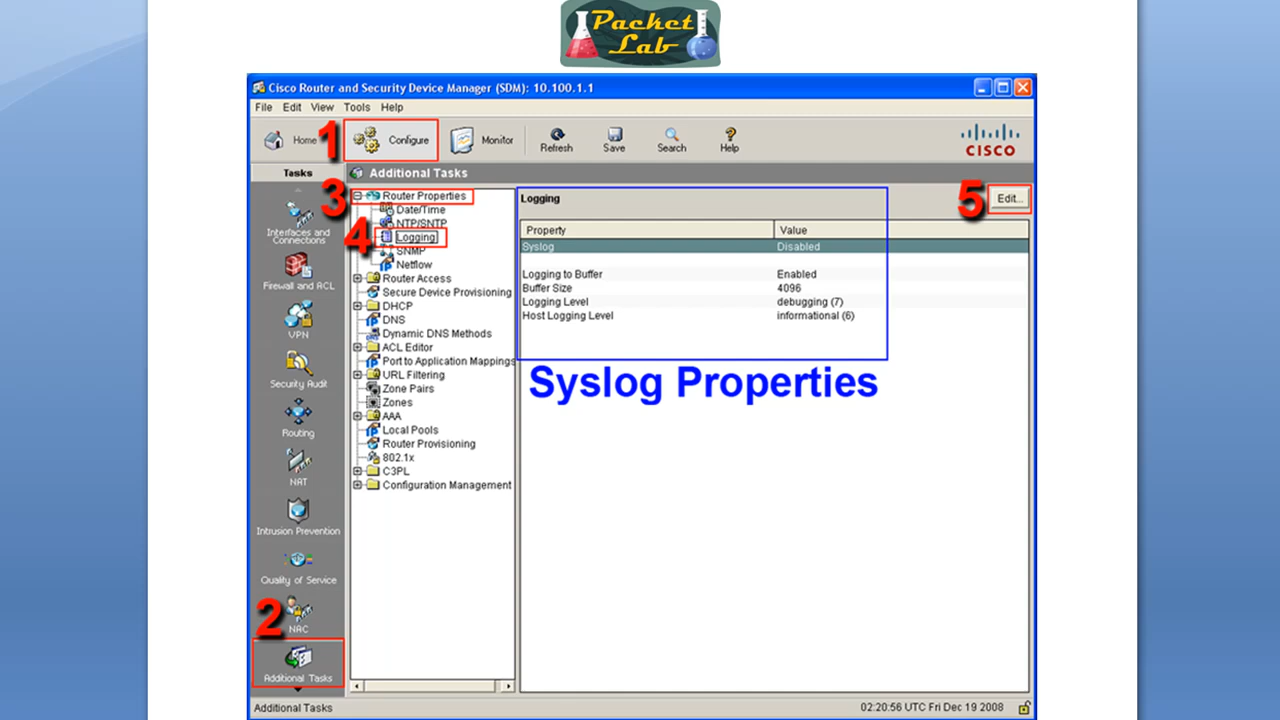 Packet
Lab
Cisco Router and Security Device Manager (SDM): 10.100.1.1
File Edit View Tools Help
Home
1
Configure
Monitor
Refresh
Save
Search
Help
CISCO
Tasks
Additional Tasks
Interfaces and
Connections
Firewall and ACL
VPN
Security Audit
Routing
NAT
Intrusion Prevention
Quality of Service
2
NAC
Additional Tasks
3
Router Properties
Date/Time
NTP/SNTP
4
Logging
SNMP
Netflow
Router Access
Secure Device Provisioning
DHCP
DNS
Dynamic DNS Methods
ACL Editor
Port to Application Mappings
URL Filtering
Zone Pairs
Zones
AAA
Local Pools
Router Provisioning
802.1x
C3PL
Configuration Management
Logging
5
Edit...
Property Value
Syslog Disabled
Logging to Buffer Enabled
Buffer Size 4096
Logging Level debugging (7)
Host Logging Level informational (6)
Syslog Properties
Additional Tasks
02:20:56 UTC Fri Dec 19 2008